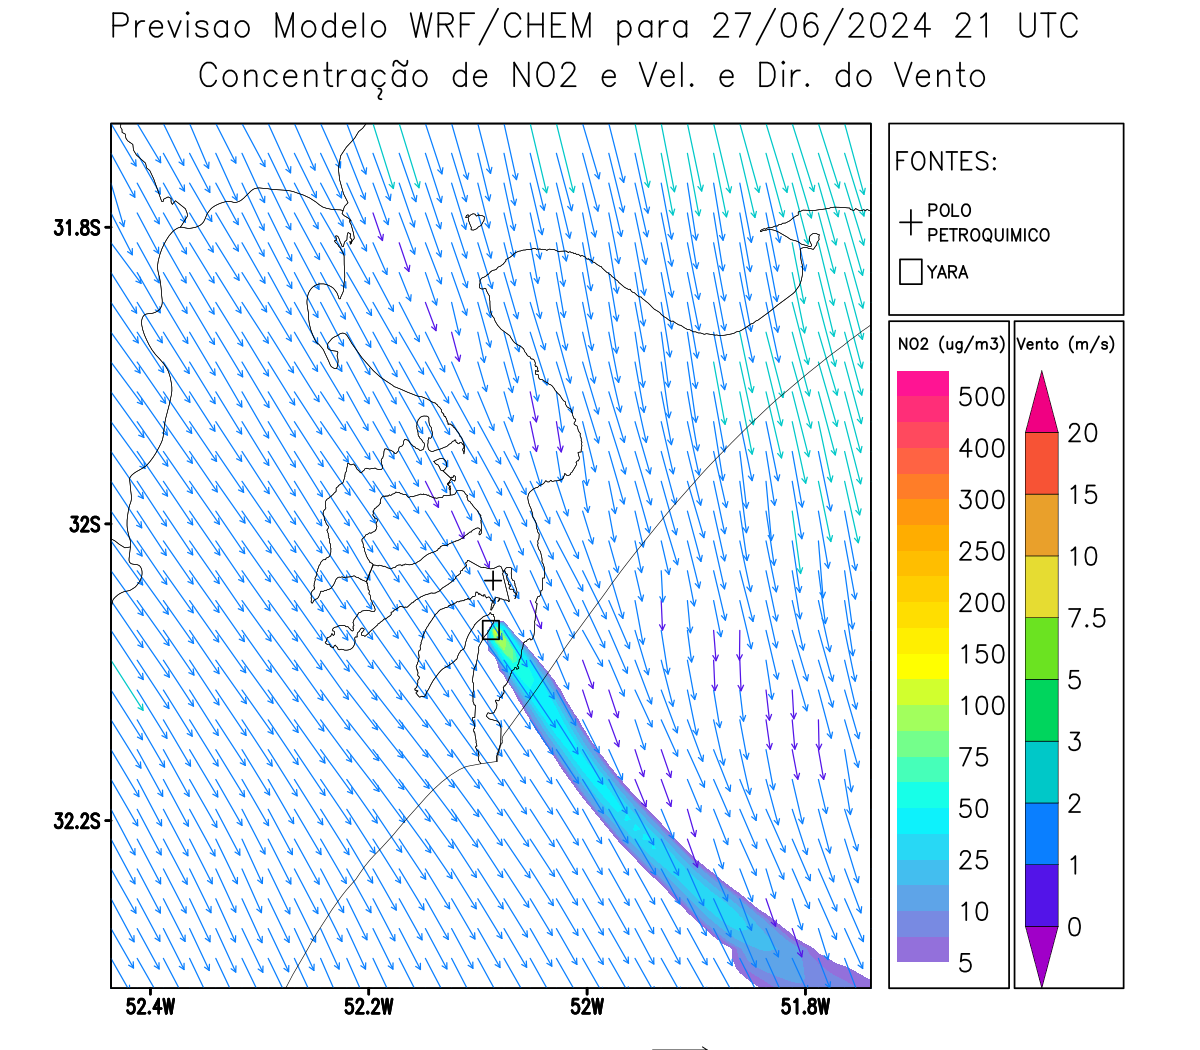 Previsao Modelo WRF/CHEM para 27/06/2024 21 UTC
Concentração de NO2 e Vel. e Dir. do Vento
FONTES:
POLO
PETROQUIMICO
YARA
31.8S
32S
32.2S
52.4W
52.2W
52W
51.8W
NO2 (ug/m3)
500
400
300
250
200
150
100
75
50
25
10
5
Vento (m/s)
20
15
10
7.5
5
3
2
1
0